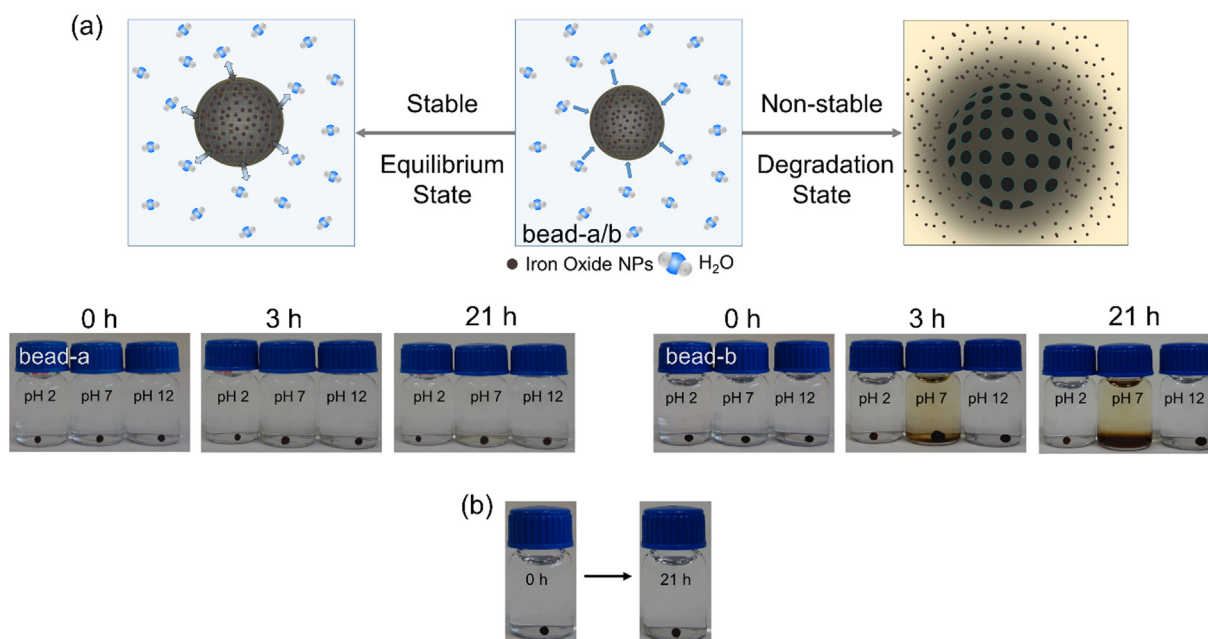 (a)
Stable
Equilibrium
State
Non-stable
Degradation
State
bead-a/b
Iron Oxide NPs H₂O
0 h 3 h 21 h 0 h 3 h 21 h
bead-a bead-b
pH 2 pH 7 pH 12 pH 2 pH 7 pH 12 pH 2 pH 7 pH 12 pH 2 pH 7 pH 12 pH 2 pH 7 pH 12 pH 2 pH 7 pH 12
(b)
0 h 21 h